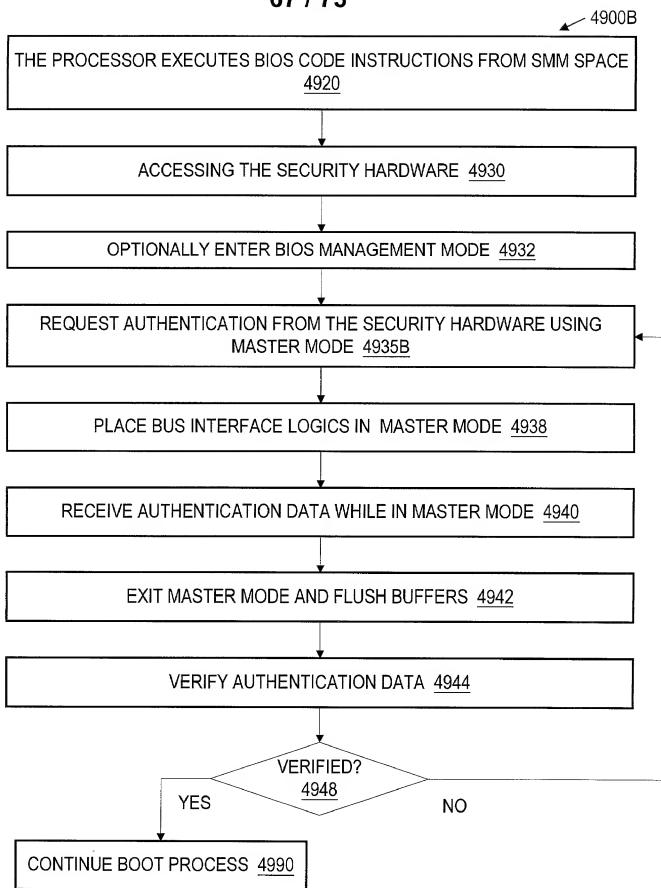 67 / 73
4900B
THE PROCESSOR EXECUTES BIOS CODE INSTRUCTIONS FROM SMM SPACE
4920
ACCESSING THE SECURITY HARDWARE 4930
OPTIONALLY ENTER BIOS MANAGEMENT MODE 4932
REQUEST AUTHENTICATION FROM THE SECURITY HARDWARE USING
MASTER MODE 4935B
PLACE BUS INTERFACE LOGICS IN MASTER MODE 4938
RECEIVE AUTHENTICATION DATA WHILE IN MASTER MODE 4940
EXIT MASTER MODE AND FLUSH BUFFERS 4942
VERIFY AUTHENTICATION DATA 4944
VERIFIED?
4948
YES
NO
CONTINUE BOOT PROCESS 4990